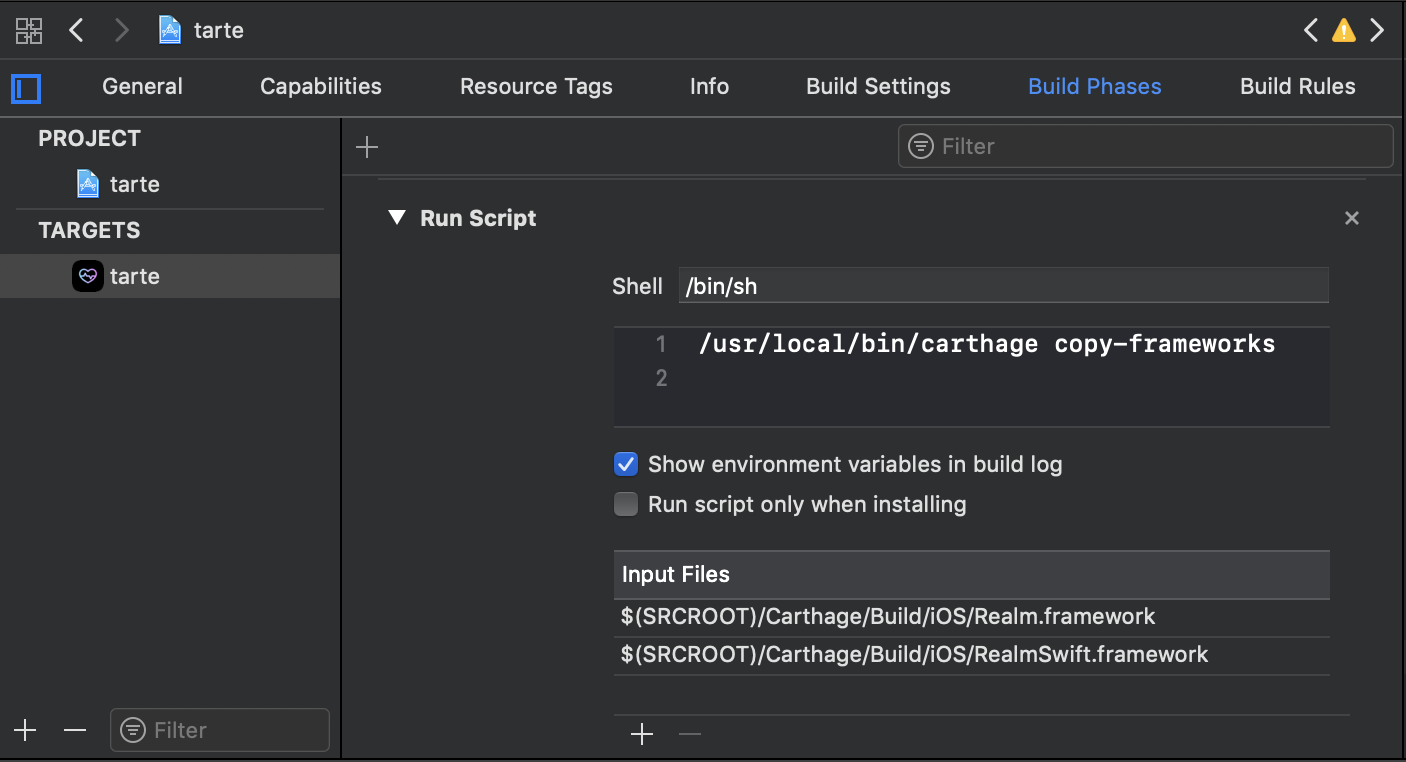 tarte
General Capabilities Resource Tags Info Build Settings Build Phases Build Rules
PROJECT
tarte
TARGETS
tarte
Filter
Filter
Run Script
Shell /bin/sh
1 /usr/local/bin/carthage copy-frameworks
2
Show environment variables in build log
Run script only when installing
Input Files
$(SRCROOT)/Carthage/Build/iOS/Realm.framework
$(SRCROOT)/Carthage/Build/iOS/RealmSwift.framework